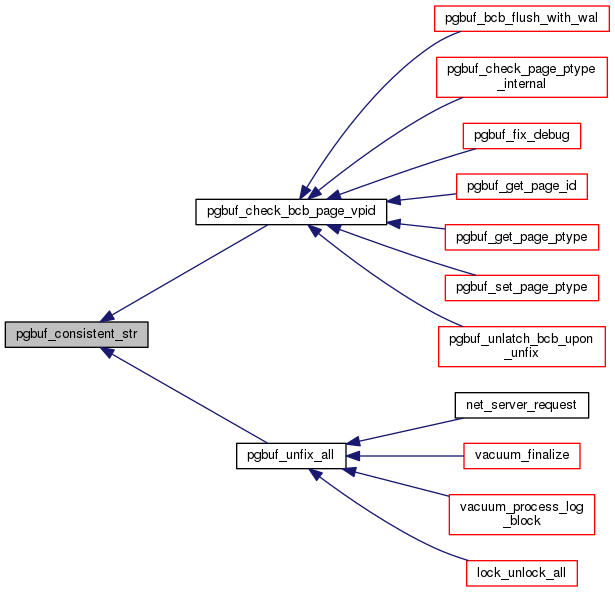 pgbuf_bcb_flush_with_wal
pgbuf_check_page_ptype
_internal
pgbuf_fix_debug
pgbuf_get_page_id
pgbuf_check_bcb_page_vpid
pgbuf_get_page_ptype
pgbuf_set_page_ptype
pgbuf_consistent_str
pgbuf_unlatch_bcb_upon
_unfix
net_server_request
pgbuf_unfix_all
vacuum_finalize
vacuum_process_log
_block
lock_unlock_all